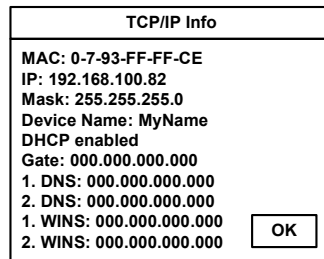 TCP/IP Info
MAC: 0-7-93-FF-FF-CE
IP: 192.168.100.82
Mask: 255.255.255.0
Device Name: MyName
DHCP enabled
Gate: 000.000.000.000
1. DNS: 000.000.000.000
2. DNS: 000.000.000.000
1. WINS: 000.000.000.000
2. WINS: 000.000.000.000
OK